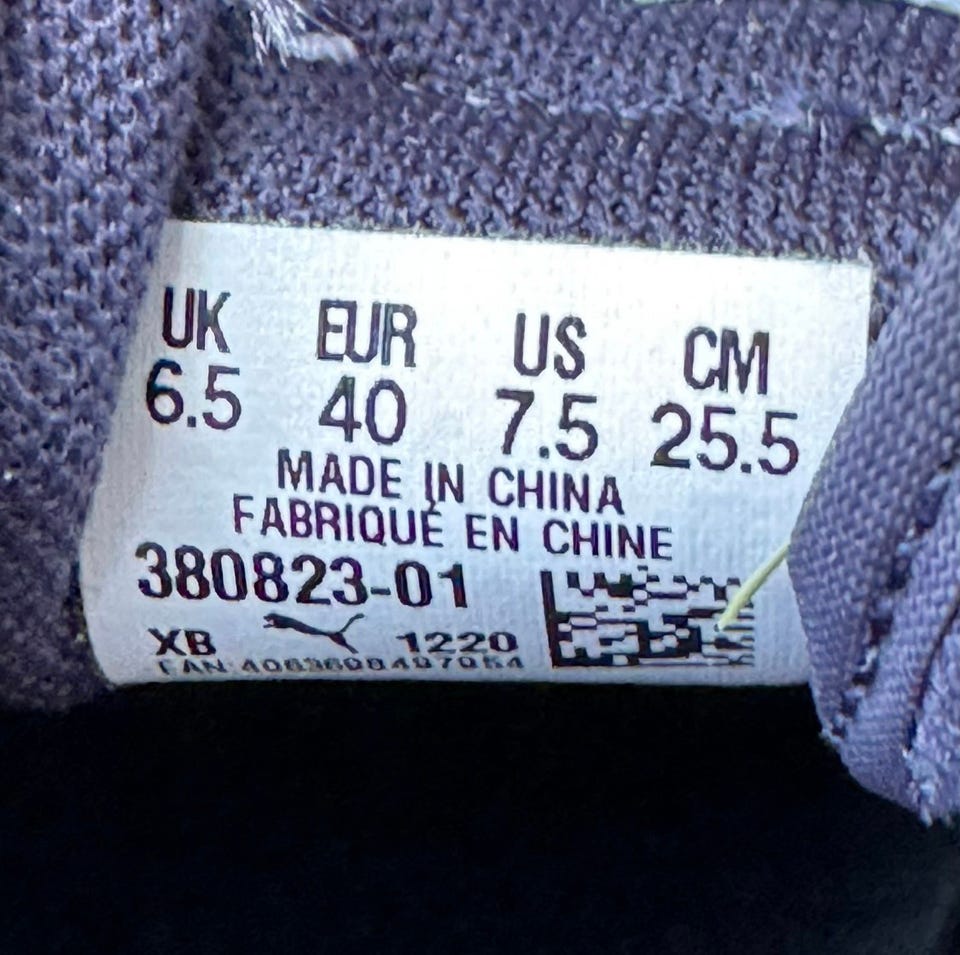 UK EUR US CM
6.5 40 7.5 25.5
MADE IN CHINA
FABRIQUÉ EN CHINE
380823-01
XB 1220
EAN: